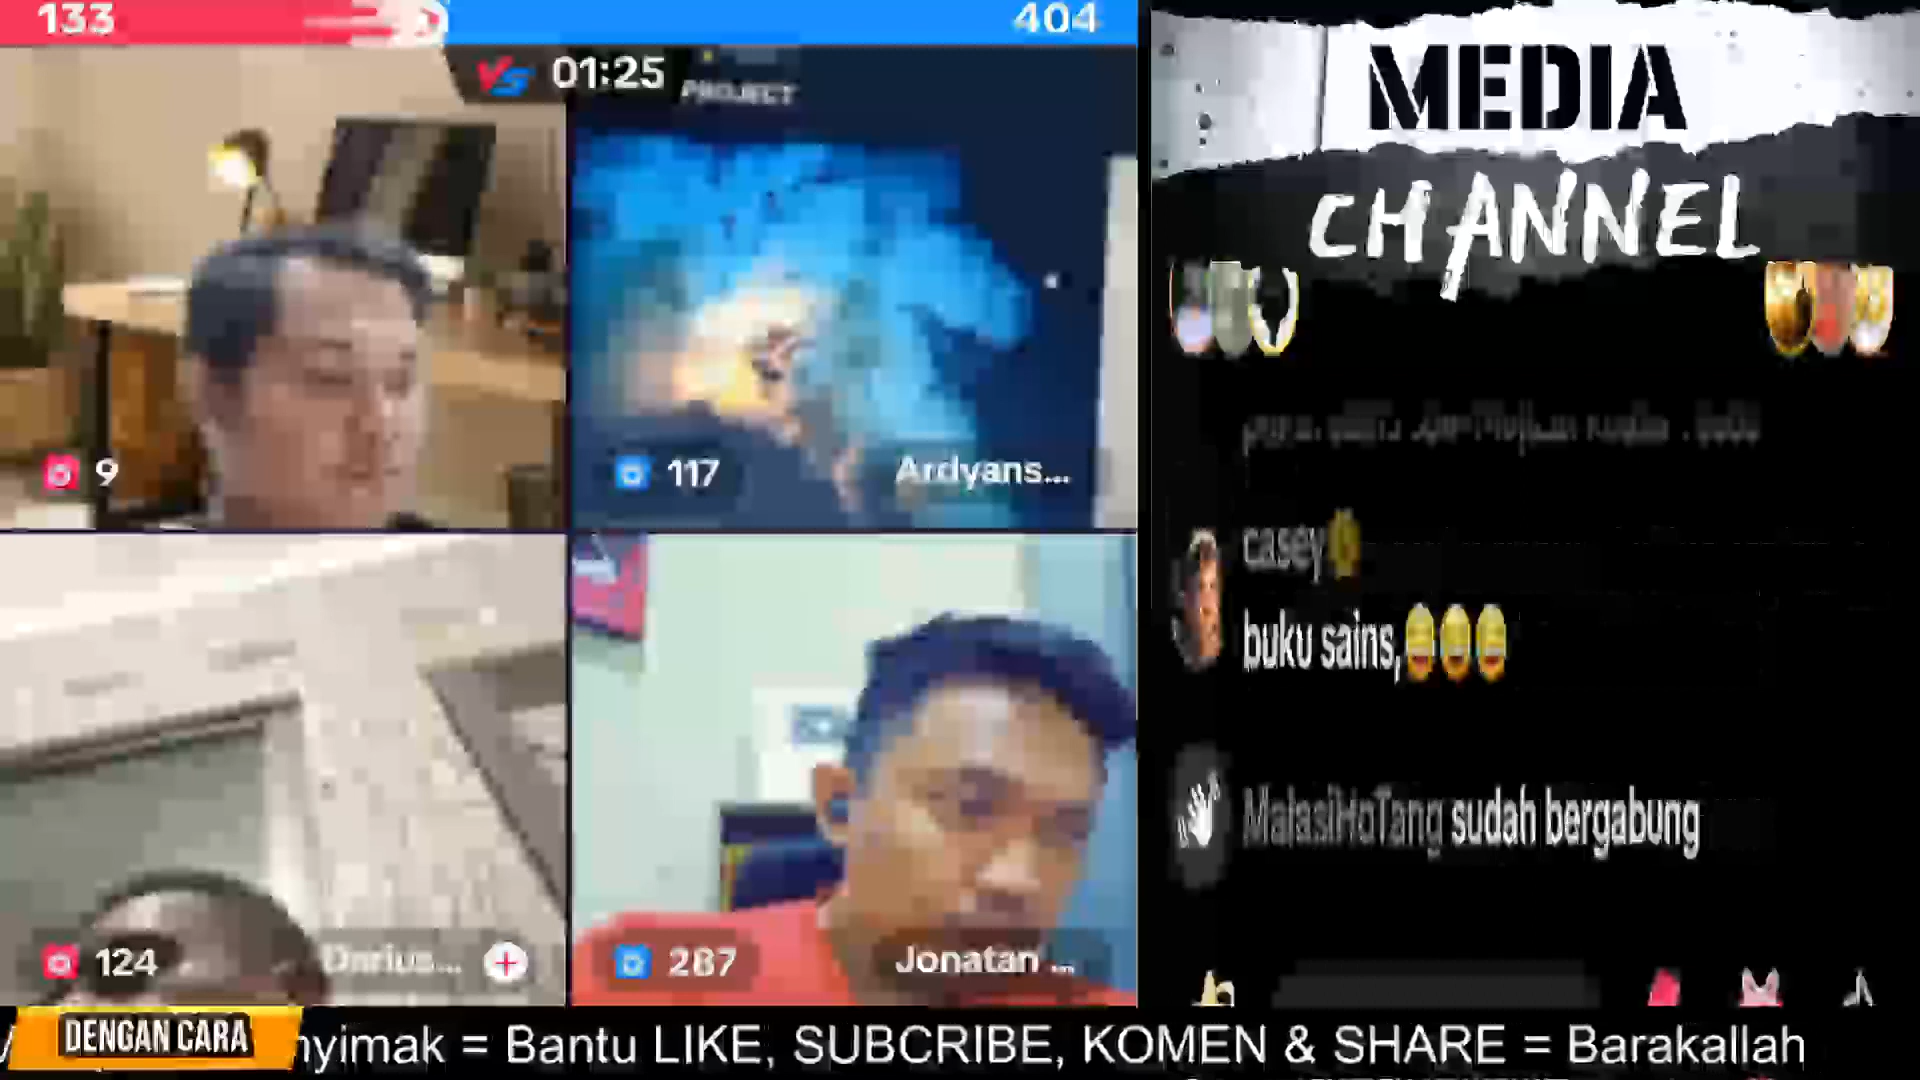 133
404
VS 01:25
PROJECT
MEDIA
CHANNEL
9
117
Ardyans...
casey
buku sains,😄😄😄
MalasiHoTang sudah bergabung
124
Darius...
287
Jonatan ...
DENGAN CARA
nyimak = Bantu LIKE, SUBCRIBE, KOMEN & SHARE = Barakallah